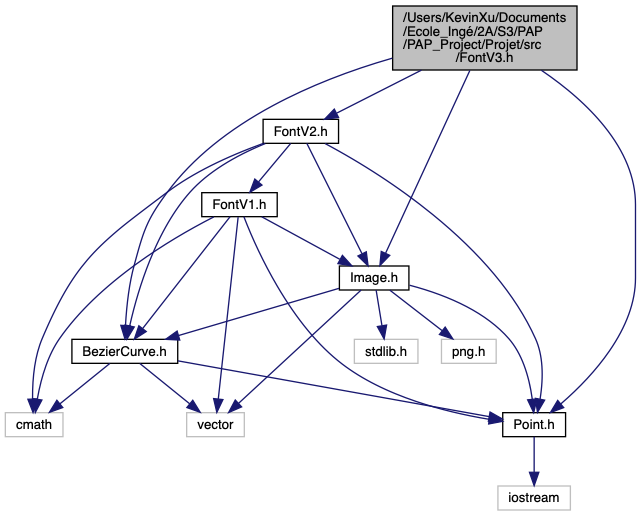 /Users/KevinXu/Documents
/Ecole_Ingé/2A/S3/PAP
/PAP_Project/Projet/src
/FontV3.h
FontV2.h
FontV1.h
Image.h
BezierCurve.h
stdlib.h
png.h
cmath
vector
Point.h
iostream